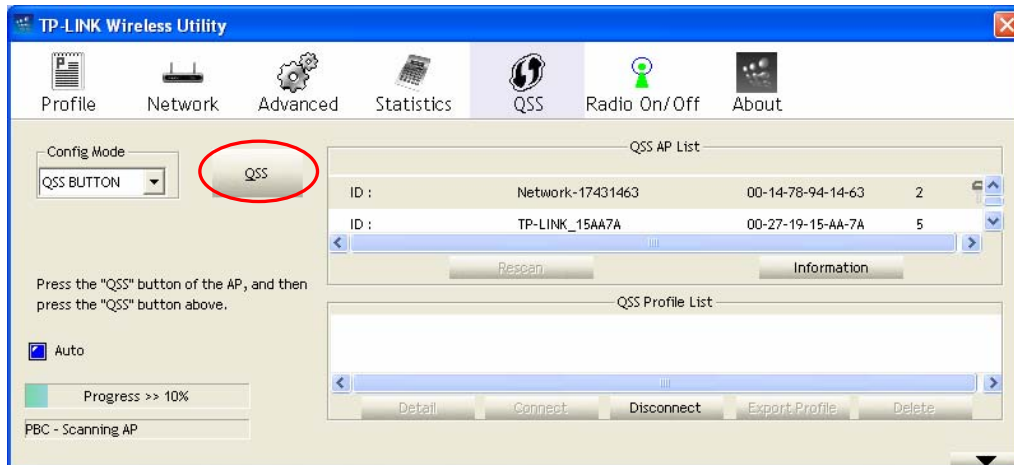 TP-LINK Wireless Utility
Profile Network Advanced Statistics QSS Radio On/Off About
Config Mode
QSS BUTTON
QSS
QSS AP List
ID : Network-17431463 00-14-78-94-14-63 2
ID : TP-LINK_15AA7A 00-27-19-15-AA-7A 5
Rescan Information
Press the "QSS" button of the AP, and then
press the "QSS" button above.
QSS Profile List
Auto
Progress >> 10%
Detail Connect Disconnect Export Profile Delete
PBC - Scanning AP